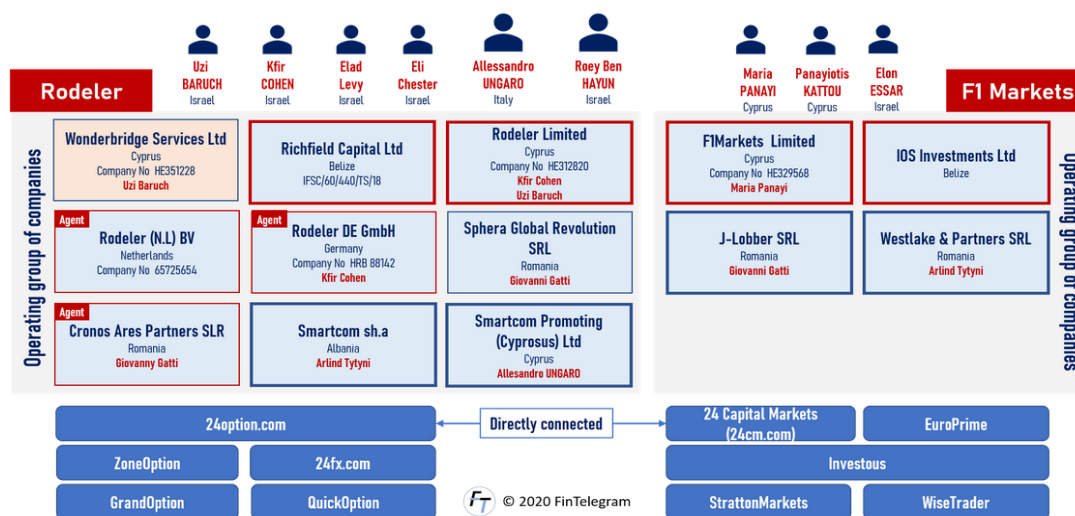 Rodeler
Uzi
BARUCH
Israel
Kfir
COHEN
Israel
Elad
Levy
Israel
Eli
Chester
Israel
Allessandro
UNGARO
Italy
Roey Ben
HAYUN
Israel
Maria
PANAYI
Cyprus
Panayiotis
KATTOU
Cyprus
Elon
ESSAR
Israel
F1 Markets
Operating group of companies
Wonderbridge Services Ltd
Cyprus
Company No HE351228
Uzi Baruch
Richfield Capital Ltd
Belize
IFSC/60/440/TS/18
Rodeler Limited
Cyprus
Company No HE312820
Kfir Cohen
Uzi Baruch
Agent
Rodeler (N.L) BV
Netherlands
Company No 65725654
Agent
Rodeler DE GmbH
Germany
Company No HRB 88142
Kfir Cohen
Sphera Global Revolution
SRL
Romania
Giovanni Gatti
Agent
Cronos Ares Partners SLR
Romania
Giovanny Gatti
Smartcom sh.a
Albania
Arlind Tytyni
Smartcom Promoting
(Cyprosus) Ltd
Cyprus
Allesandro UNGARO
F1Markets Limited
Cyprus
Company No HE329568
Maria Panayi
IOS Investments Ltd
Belize
J-Lobber SRL
Romania
Giovanni Gatti
Westlake & Partners SRL
Romania
Arlind Tytyni
Operating group of companies
24option.com
Directly connected
24 Capital Markets
(24cm.com)
EuroPrime
ZoneOption
24fx.com
Investous
GrandOption
QuickOption
FT © 2020 FinTelegram
StrattonMarkets
WiseTrader